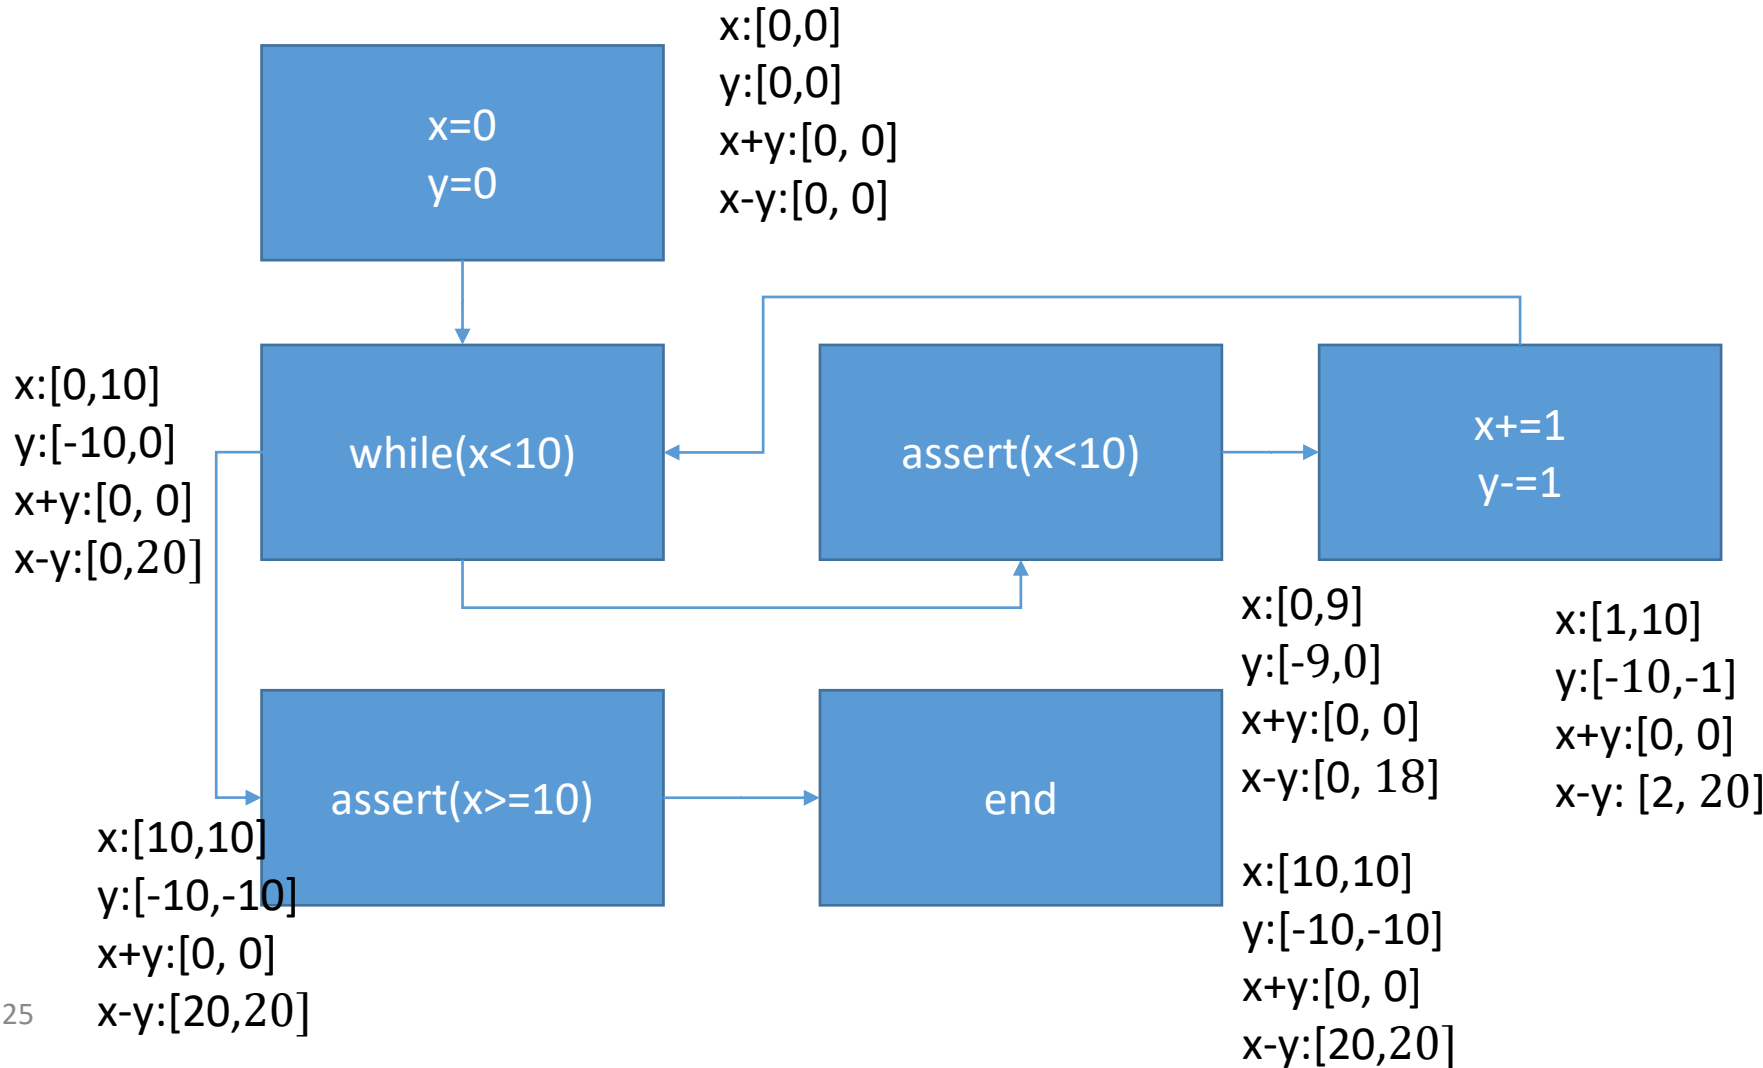 x=0
y=0
x:[0,0]
y:[0,0]
x+y:[0, 0]
x-y:[0, 0]
x:[0,10]
y:[-10,0]
x+y:[0, 0]
x-y:[0,20]
while(x<10)
assert(x<10)
x+=1
y-=1
x:[0,9]
y:[-9,0]
x+y:[0, 0]
x-y:[0, 18]
x:[1,10]
y:[-10,-1]
x+y:[0, 0]
x-y: [2, 20]
assert(x>=10)
end
x:[10,10]
y:[-10,-10]
x+y:[0, 0]
x-y:[20,20]
x:[10,10]
y:[-10,-10]
x+y:[0, 0]
x-y:[20,20]
25